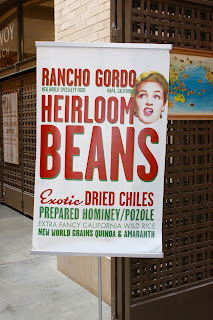 RANCHO GORDO
NEW WORLD SPECIALTY FOOD NAPA, CALIFORNIA
HEIRLOOM
BEANS
Exotic DRIED CHILES
PREPARED HOMINEY/POZOLE
EXTRA FANCY CALIFORNIA WILD RICE
NEW WORLD GRAINS QUINOA & AMARANTH